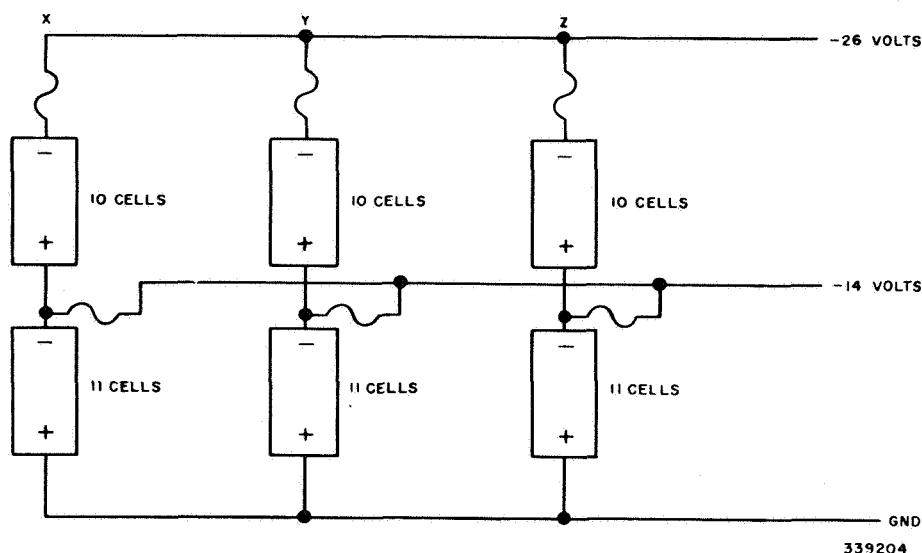 X Y Z
-26 VOLTS
−
−
−
10 CELLS
10 CELLS
10 CELLS
+
+
+
-14 VOLTS
−
−
−
11 CELLS
11 CELLS
11 CELLS
+
+
+
GND
339204